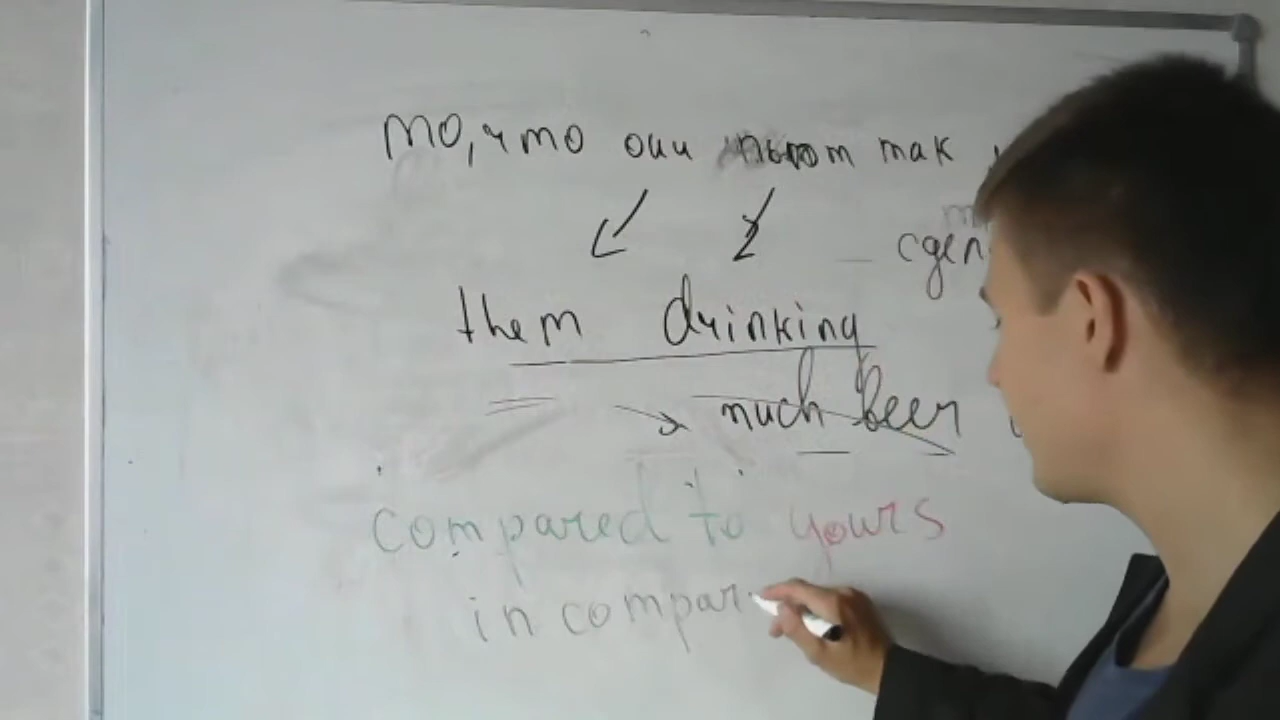 то, что они пьют так
сдел
them drinking
much beer
compared to yours
in compar